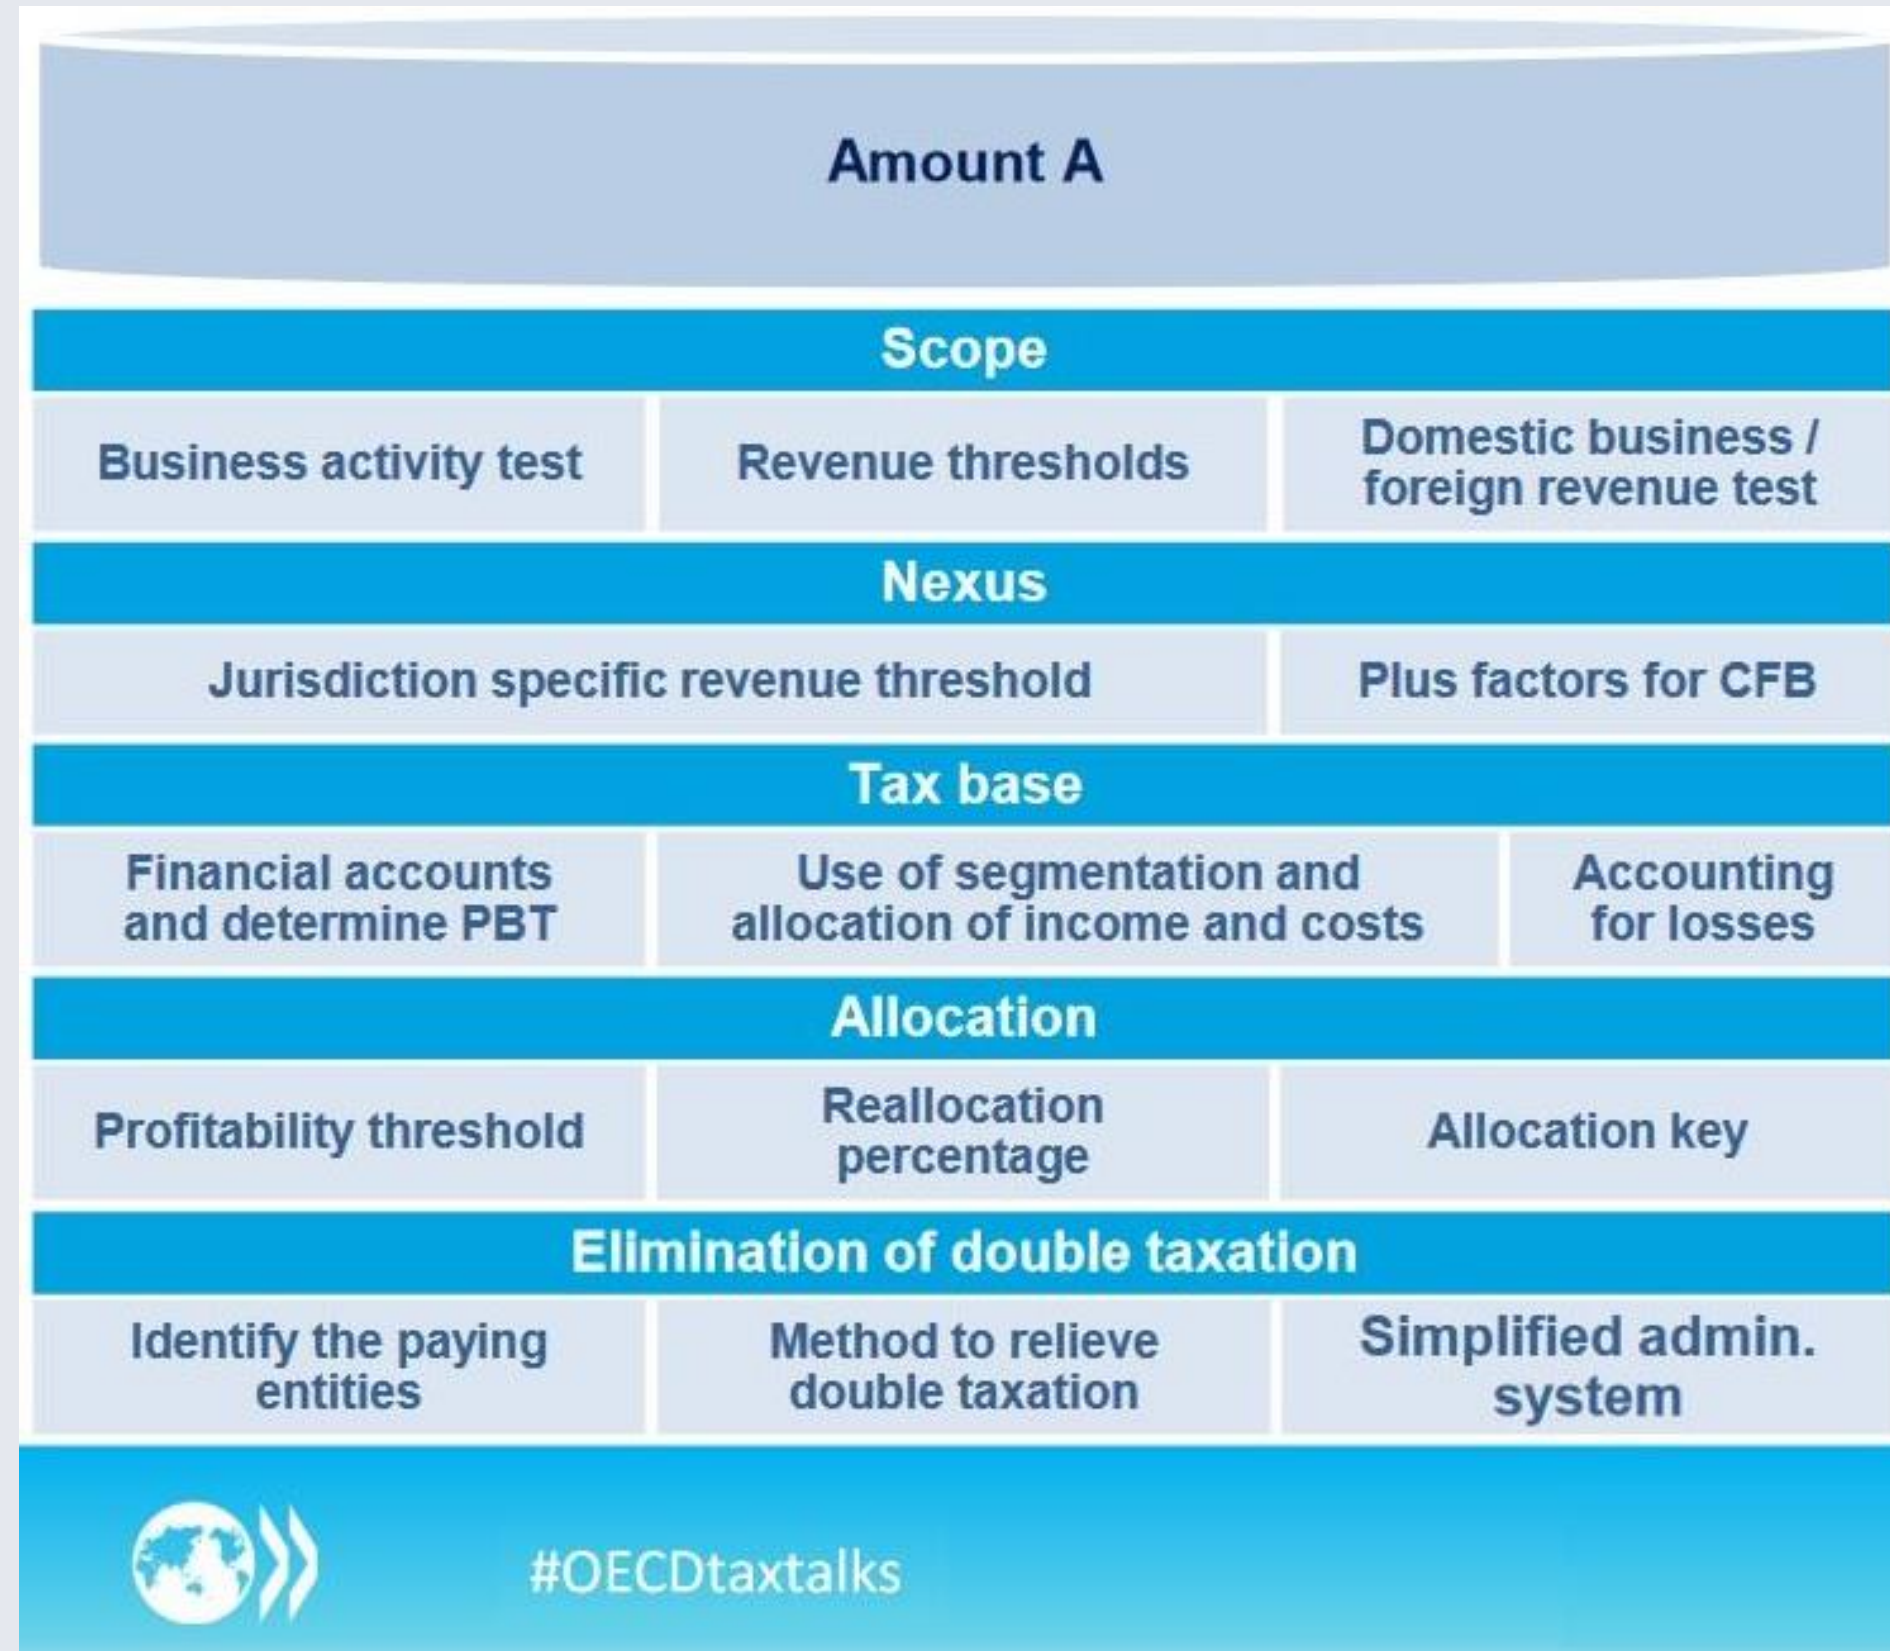 Amount A
Scope
Business activity test
Revenue thresholds
Domestic business /
foreign revenue test
Nexus
Jurisdiction specific revenue threshold
Plus factors for CFB
Tax base
Financial accounts
and determine PBT
Use of segmentation and
allocation of income and costs
Accounting
for losses
Allocation
Profitability threshold
Reallocation
percentage
Allocation key
Elimination of double taxation
Identify the paying
entities
Method to relieve
double taxation
Simplified admin.
system
#OECDtaxtalks